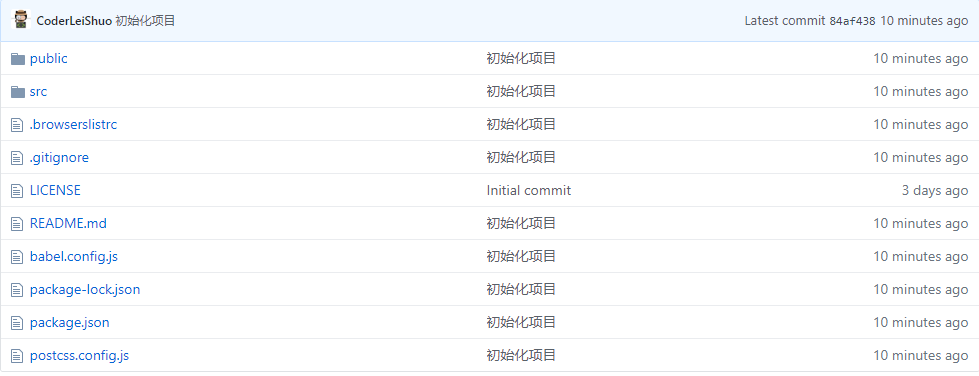 CoderLeiShuo 初始化项目 Latest commit 84af438 10 minutes ago
public 初始化项目 10 minutes ago
src 初始化项目 10 minutes ago
.browserslistrc 初始化项目 10 minutes ago
.gitignore 初始化项目 10 minutes ago
LICENSE Initial commit 3 days ago
README.md 初始化项目 10 minutes ago
babel.config.js 初始化项目 10 minutes ago
package-lock.json 初始化项目 10 minutes ago
package.json 初始化项目 10 minutes ago
postcss.config.js 初始化项目 10 minutes ago